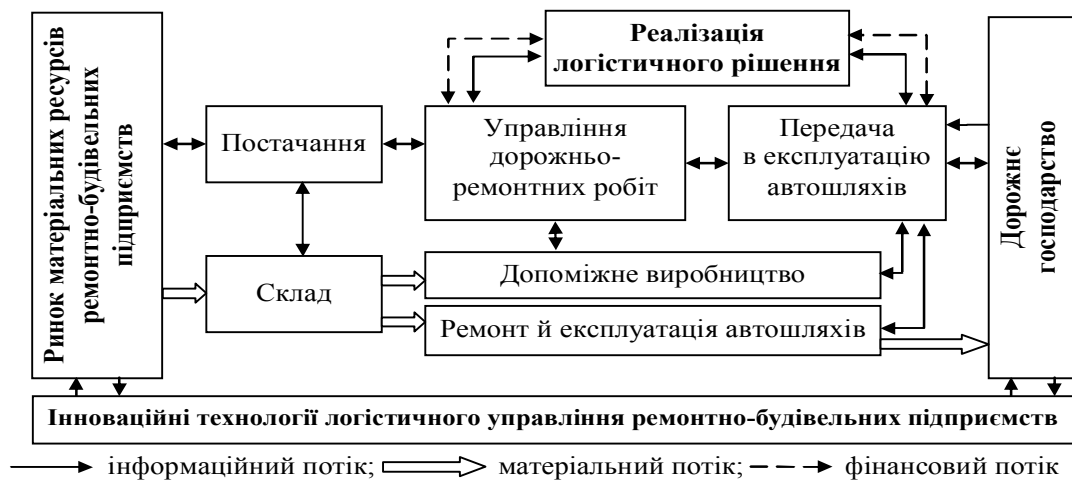 Ринок матеріальних ресурсів
ремонтно-будівельних
підприємств
Реалізація
логістичного рішення
Постачання
Управління
дорожньо-
ремонтних робіт
Передача
в експлуатацію
автошляхів
Дорожнє
господарство
Склад
Допоміжне виробництво
Ремонт й експлуатація автошляхів
Інноваційні технології логістичного управління ремонтно-будівельних підприємств
інформаційний потік; матеріальний потік; фінансовий потік